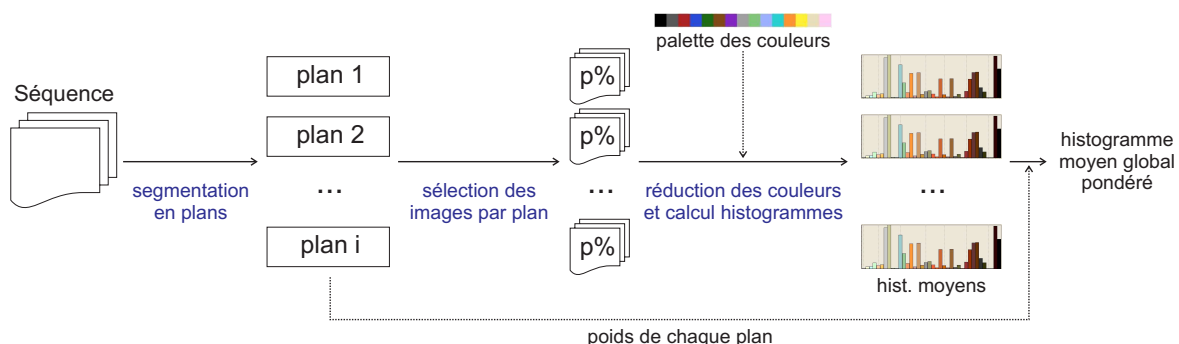 Séquence
segmentation
en plans
plan 1
plan 2
...
plan i
sélection des
images par plan
p%
p%
...
p%
palette des couleurs
réduction des couleurs
et calcul histogrammes
...
hist. moyens
histogramme
moyen global
pondéré
poids de chaque plan